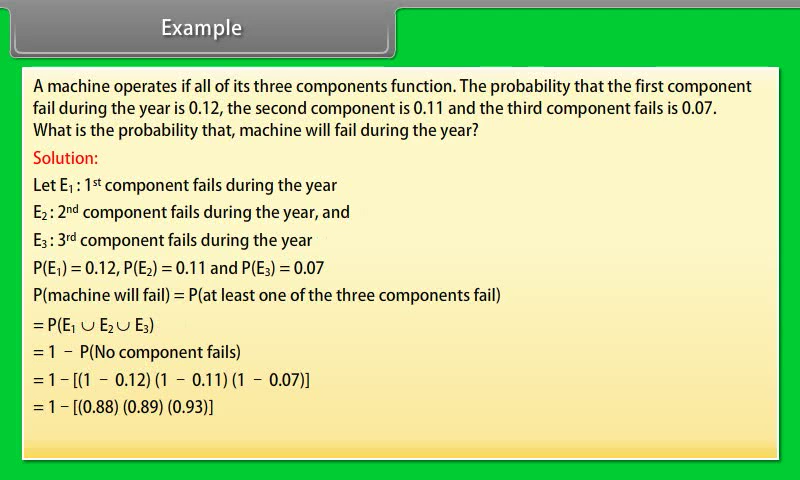 Example
A machine operates if all of its three components function. The probability that the first component
fail during the year is 0.12, the second component is 0.11 and the third component fails is 0.07.
What is the probability that, machine will fail during the year?
Solution:
Let E₁ : 1ˢᵗ component fails during the year
E₂ : 2ⁿᵈ component fails during the year, and
E₃ : 3ʳᵈ component fails during the year
P(E₁) = 0.12, P(E₂) = 0.11 and P(E₃) = 0.07
P(machine will fail) = P(at least one of the three components fail)
= P(E₁ ∪ E₂ ∪ E₃)
= 1 − P(No component fails)
= 1 − [(1 − 0.12) (1 − 0.11) (1 − 0.07)]
= 1 − [(0.88) (0.89) (0.93)]